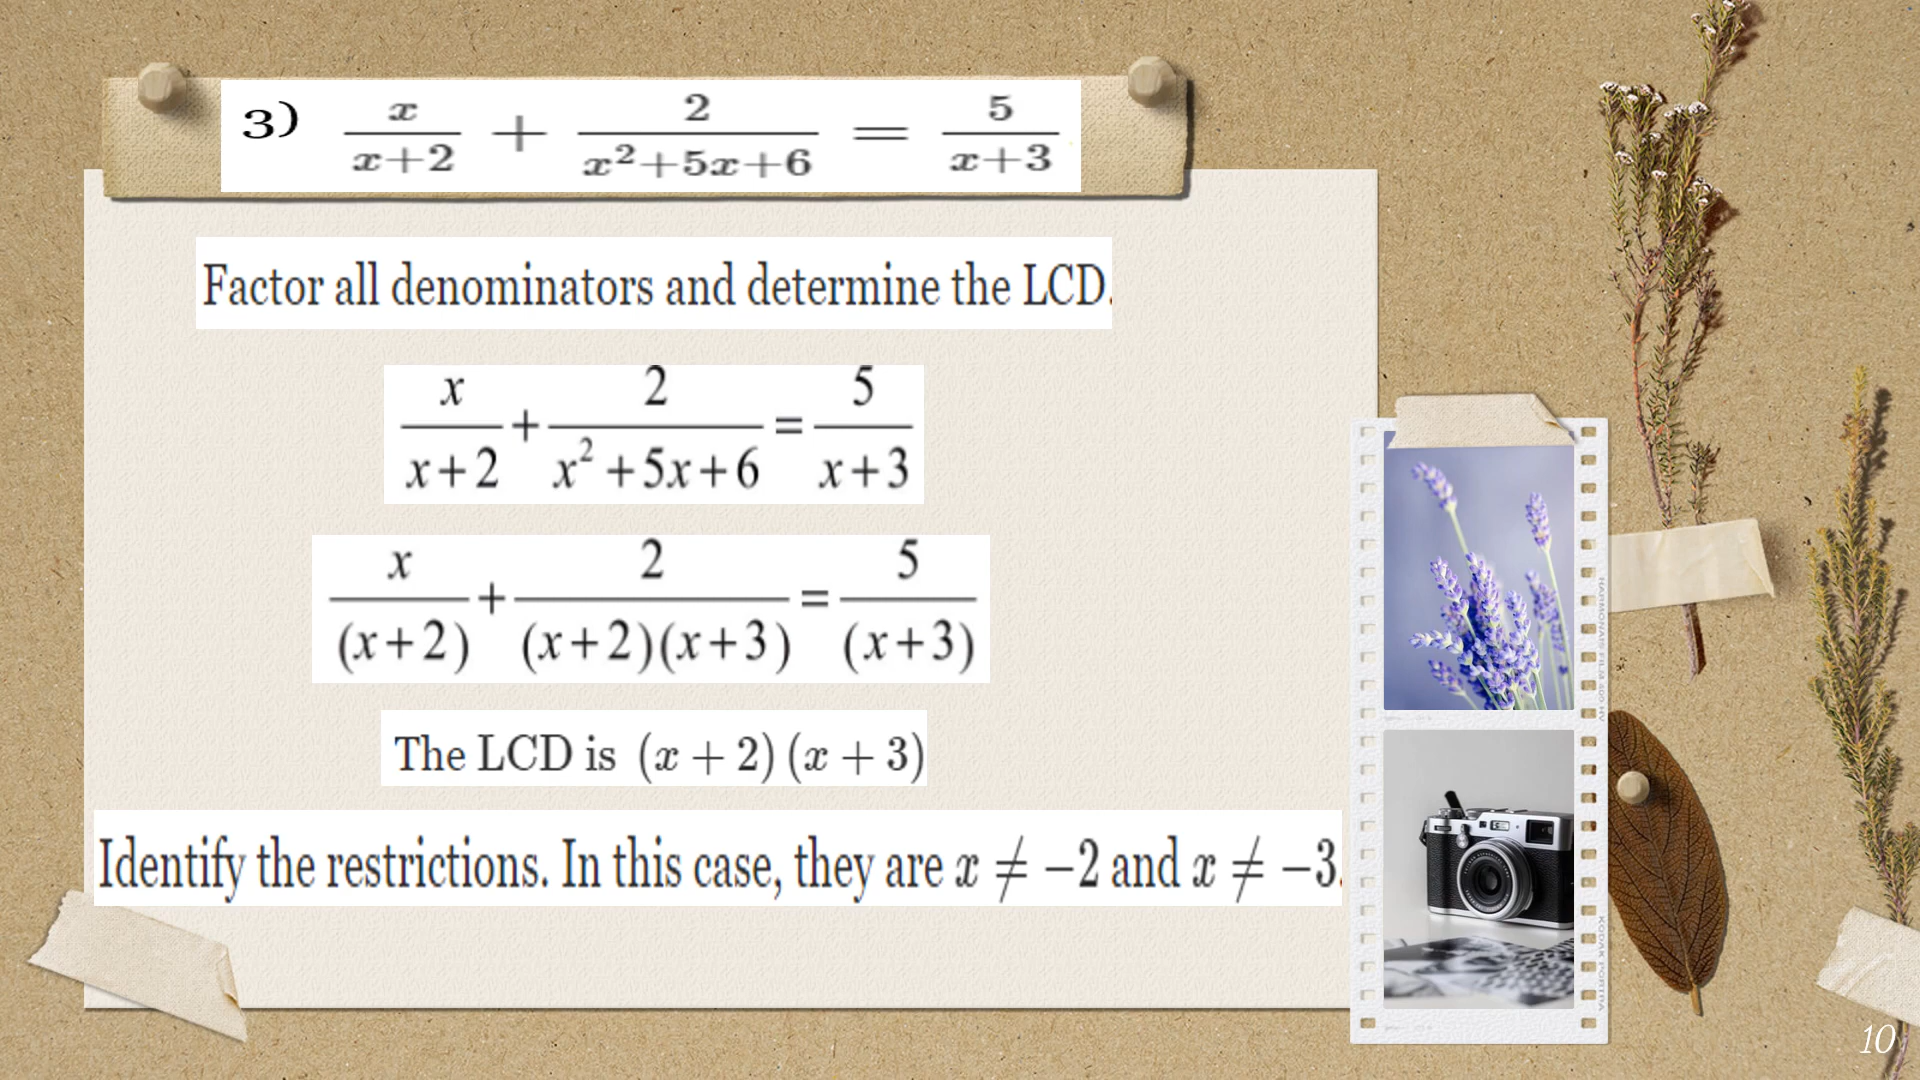 3) x/(x+2) + 2/(x²+5x+6) = 5/(x+3)
Factor all denominators and determine the LCD.
x/(x+2) + 2/(x²+5x+6) = 5/(x+3)
x/((x+2)) + 2/((x+2)(x+3)) = 5/((x+3))
The LCD is (x + 2) (x + 3)
Identify the restrictions. In this case, they are x ≠ −2 and x ≠ −3.
10